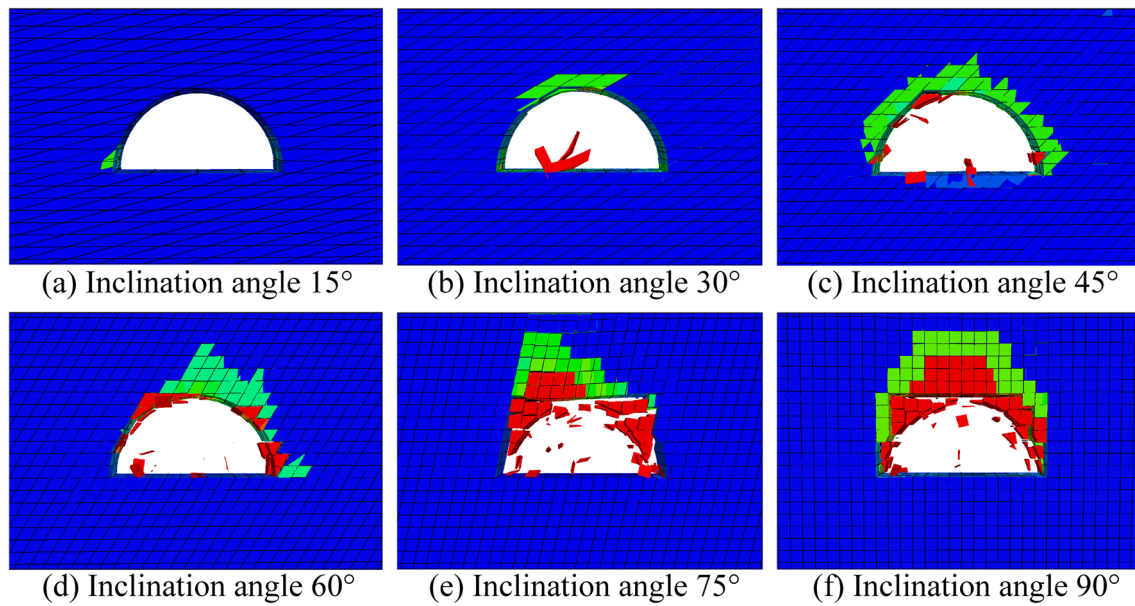 (a) Inclination angle 15°
(b) Inclination angle 30°
(c) Inclination angle 45°
(d) Inclination angle 60°
(e) Inclination angle 75°
(f) Inclination angle 90°